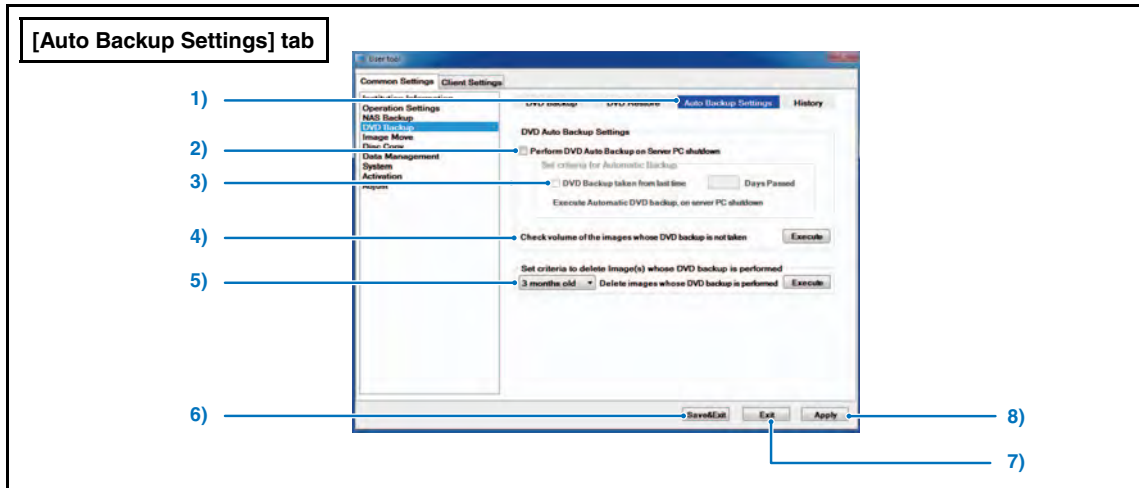 [Auto Backup Settings] tab
User tool
Common Settings Client Settings
1)
Institution Information
DVD Backup DVD Restore Auto Backup Settings History
Operation Settings
NAS Backup
DVD Backup
DVD Auto Backup Settings
Image Move
2)
Disc Copy
Perform DVD Auto Backup on Server PC shutdown
Data Management
Set criteria for Automatic Backup
System
3)
Activation
DVD Backup taken from last time Days Passed
Adjust
Execute Automatic DVD backup, on server PC shutdown
4)
Check volume of the images whose DVD backup is not taken Execute
Set criteria to delete Image(s) whose DVD backup is performed
5)
3 months old Delete images whose DVD backup is performed Execute
6)
Save&Exit Exit Apply
8)
7)